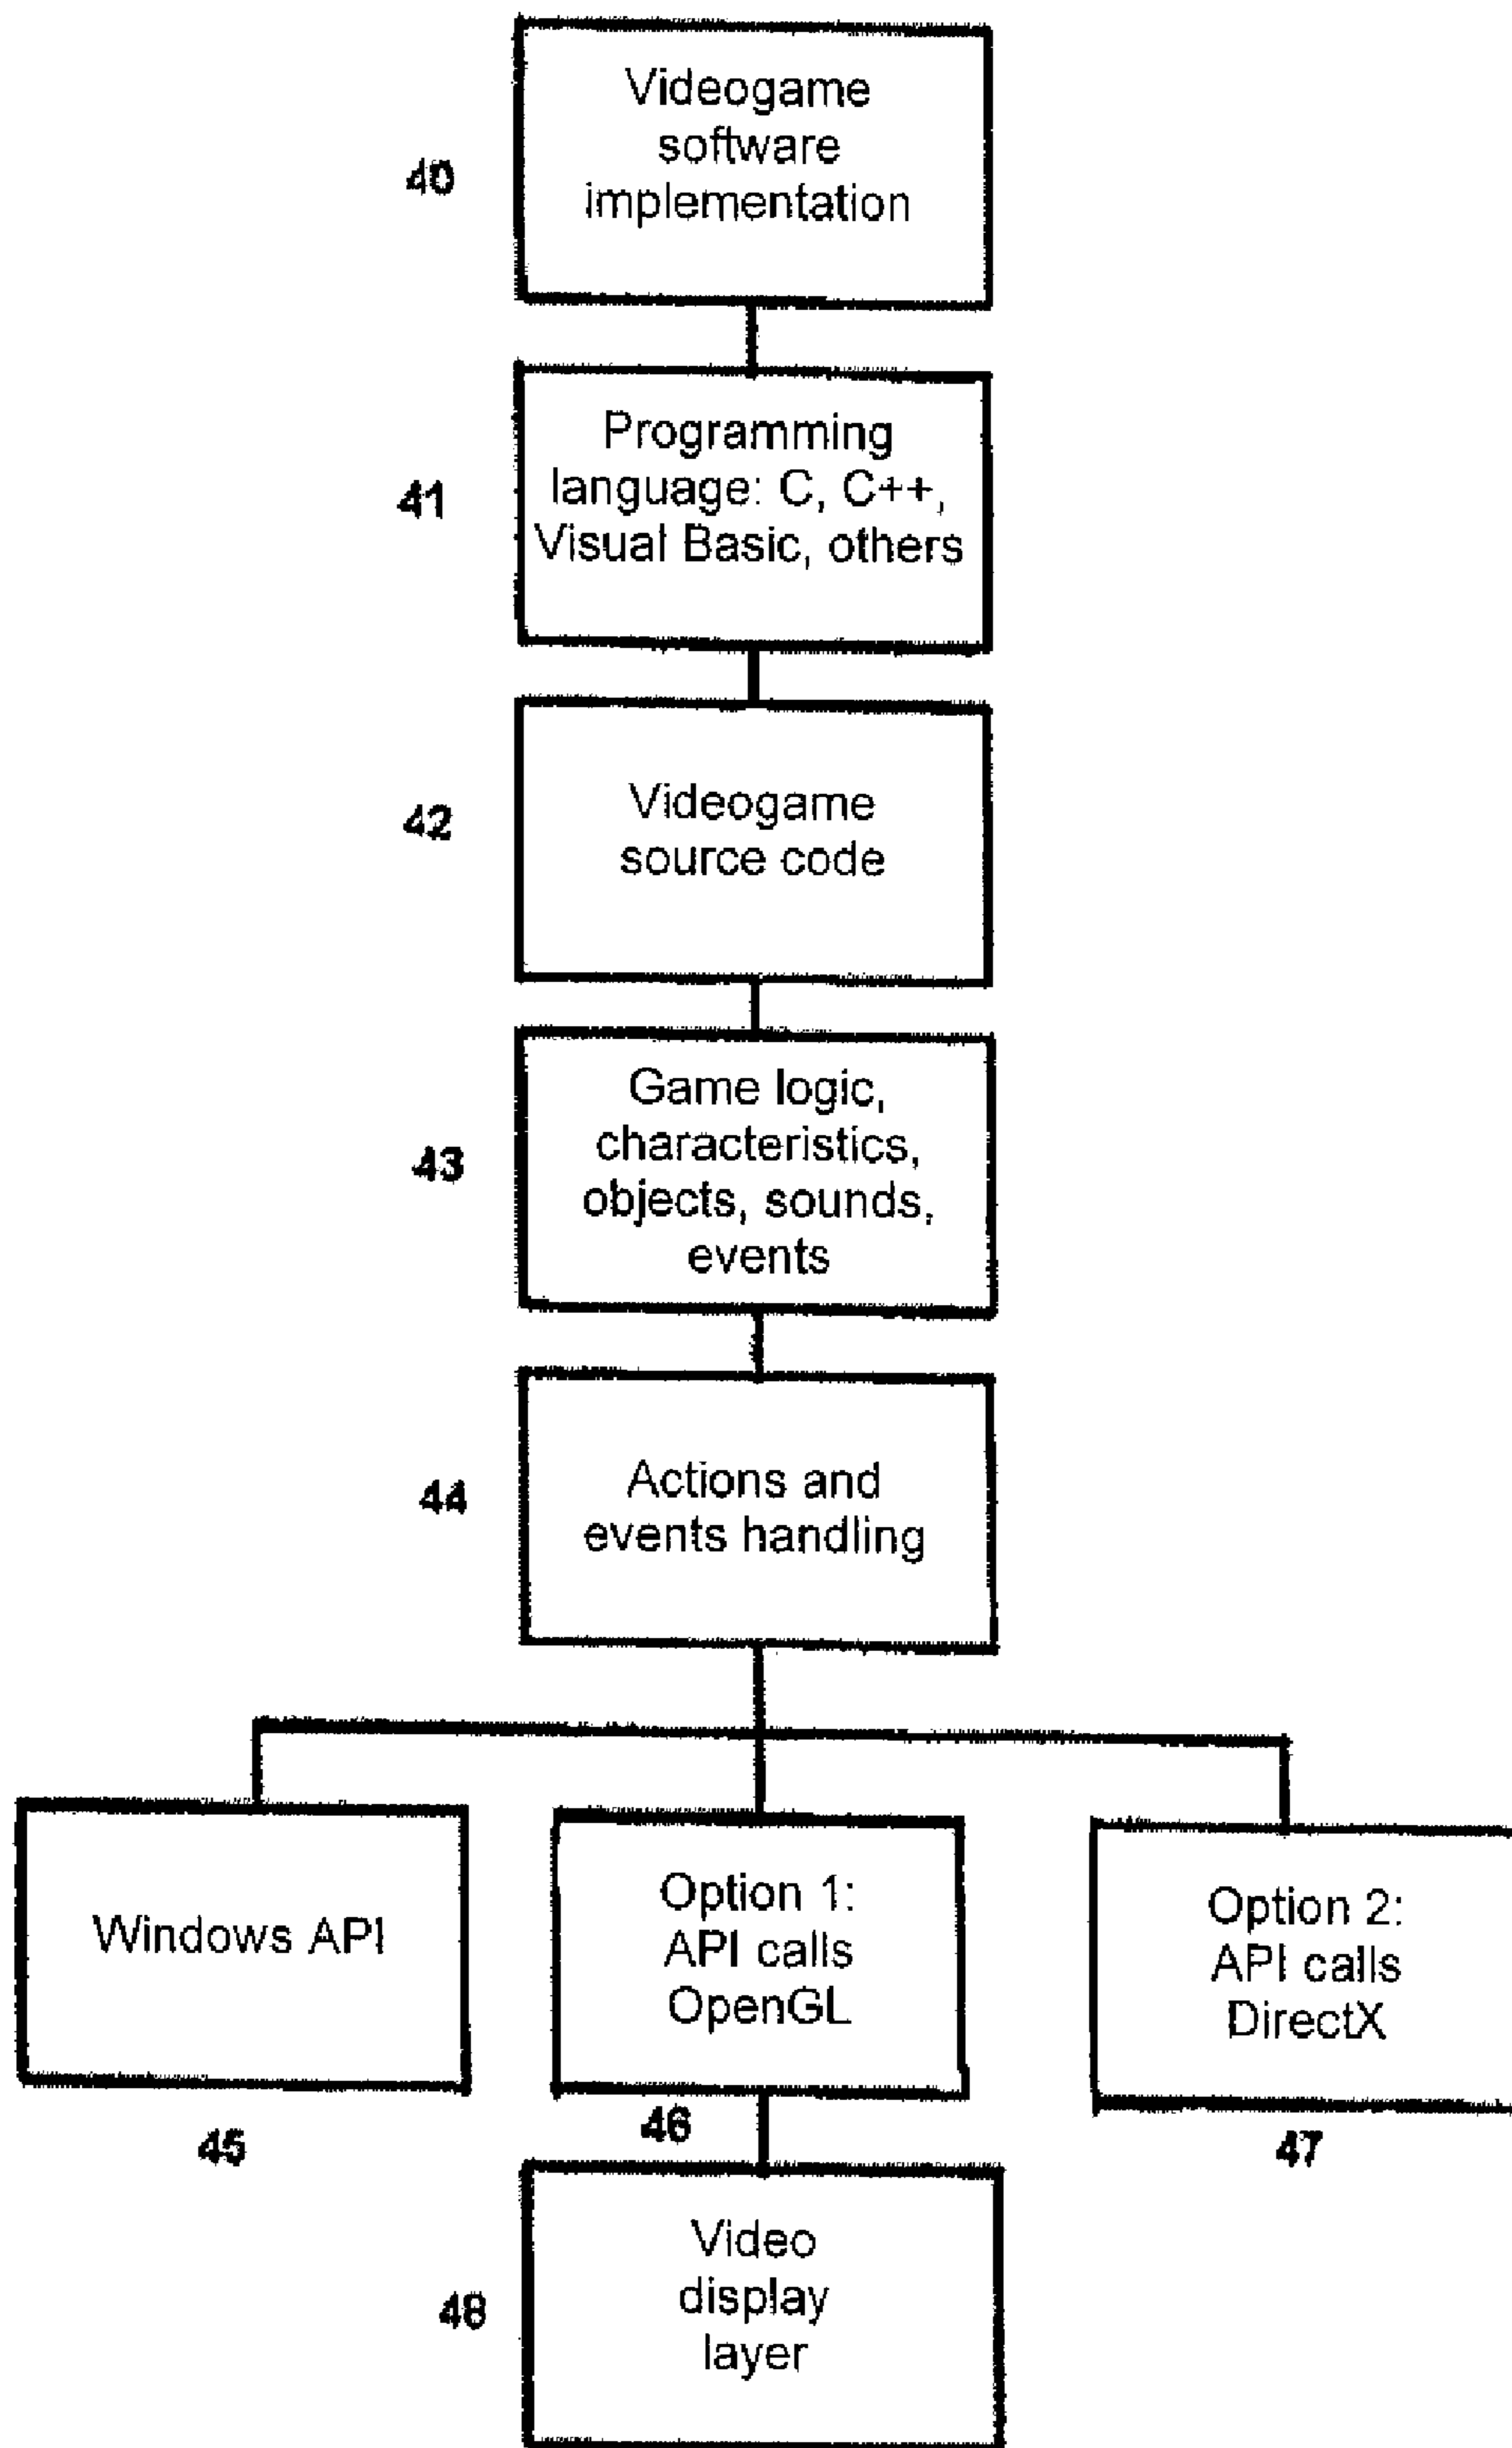 Videogame
software
implementation
40
Programming
language: C, C++,
Visual Basic, others
41
Videogame
source code
42
Game logic,
characteristics,
objects, sounds,
events
43
Actions and
events handling
44
Windows API
45
Option 1:
API calls
OpenGL
46
Option 2:
API calls
DirectX
47
Video
display
layer
48